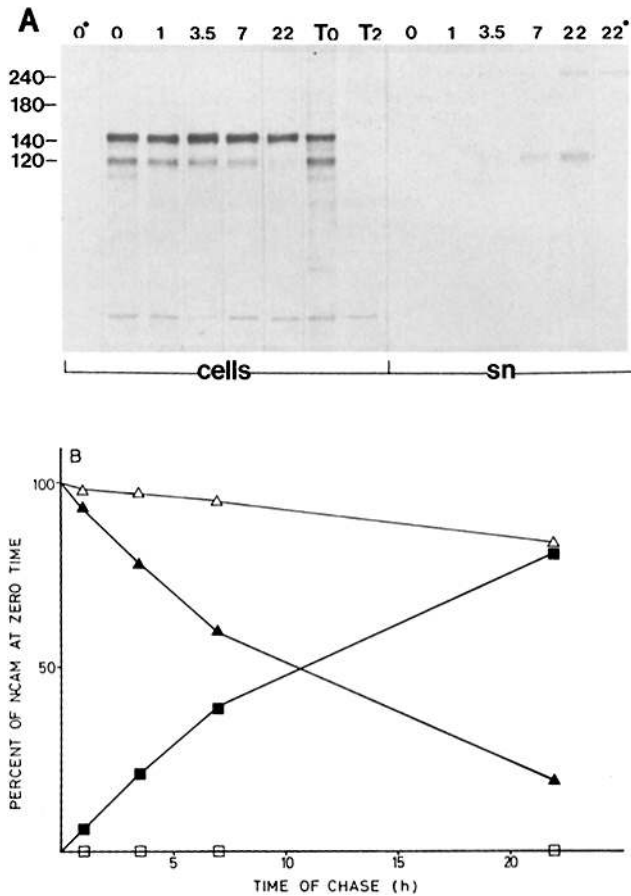 A
0• 0 1 3.5 7 22 T0 T2 0 1 3.5 7 22 22•
240-
180-
140-
120-
cells sn
B
100
50
PERCENT OF N-CAM AT ZERO TIME
5 10 15 20
TIME OF CHASE (h)